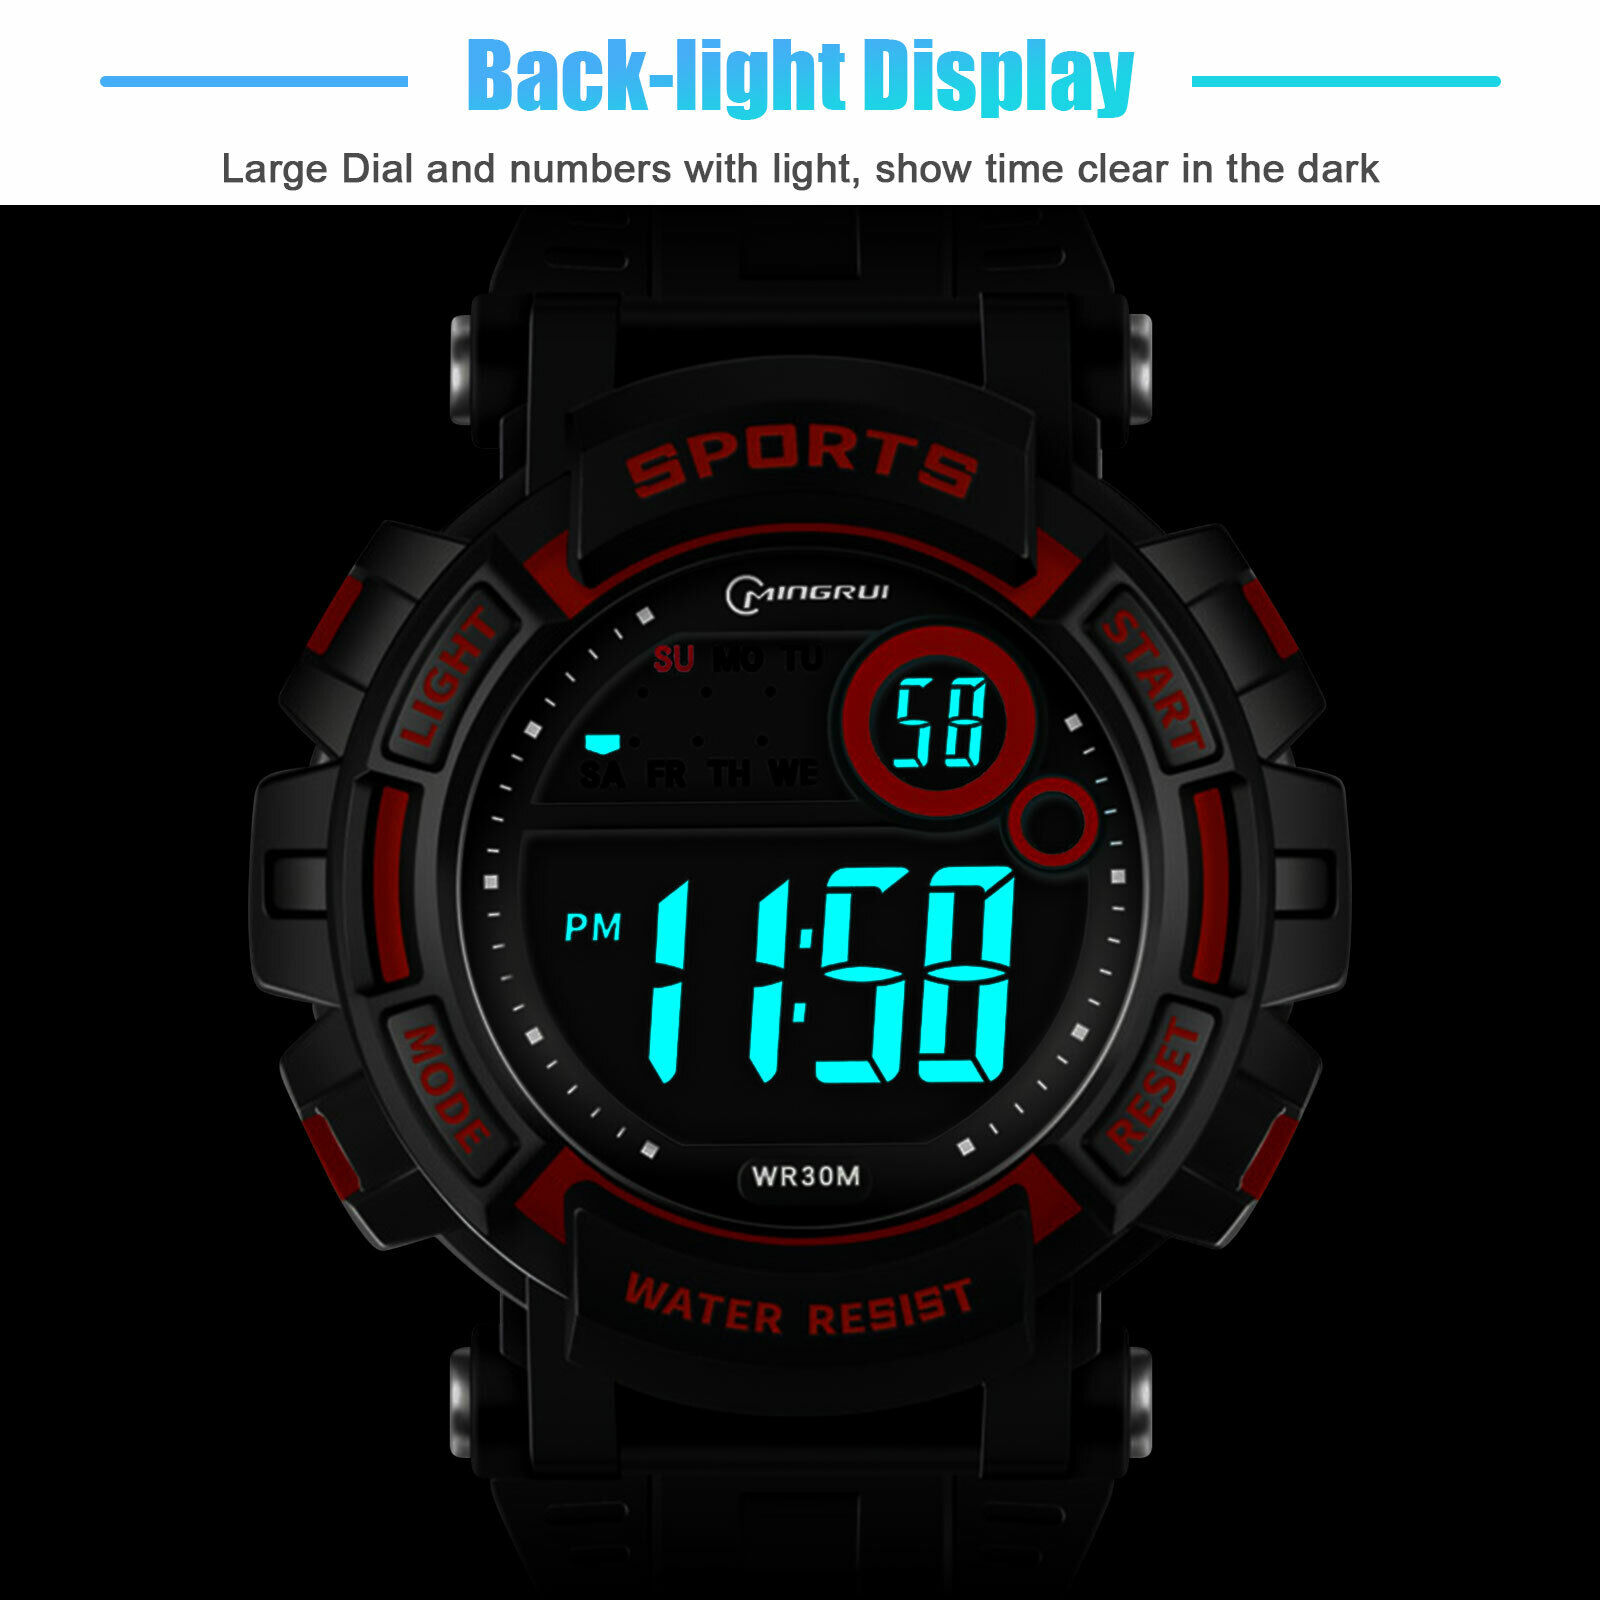 Back-light Display
Large Dial and numbers with light, show time clear in the dark
SPORTS
MINGRUI
LIGHT
START
SU MO TU
58
SA FR TH WE
PM 11:58
MODE
RESET
WR30M
WATER RESIST